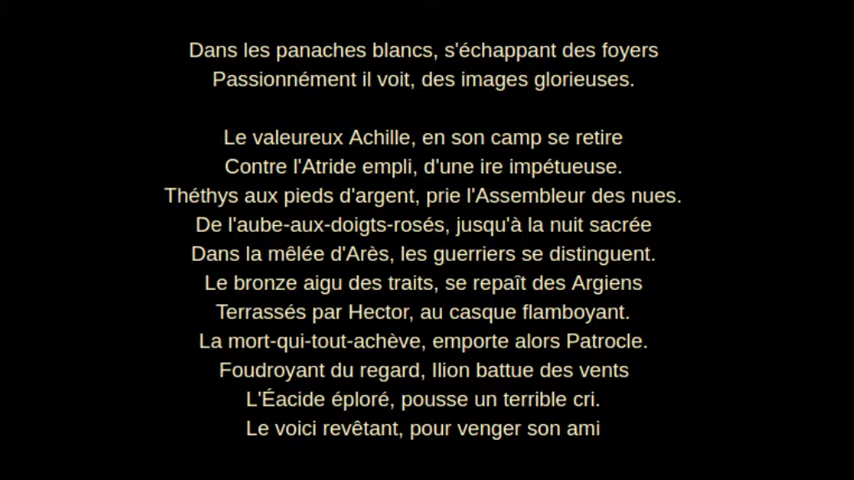 Dans les panaches blancs, s'échappant des foyers
Passionnément il voit, des images glorieuses.
Le valeureux Achille, en son camp se retire
Contre l'Atride empli, d'une ire impétueuse.
Théthys aux pieds d'argent, prie l'Assembleur des nues.
De l'aube-aux-doigts-rosés, jusqu'à la nuit sacrée
Dans la mêlée d'Arès, les guerriers se distinguent.
Le bronze aigu des traits, se repaît des Argiens
Terrassés par Hector, au casque flamboyant.
La mort-qui-tout-achève, emporte alors Patrocle.
Foudroyant du regard, Ilion battue des vents
L'Éacide éploré, pousse un terrible cri.
Le voici revêtant, pour venger son ami